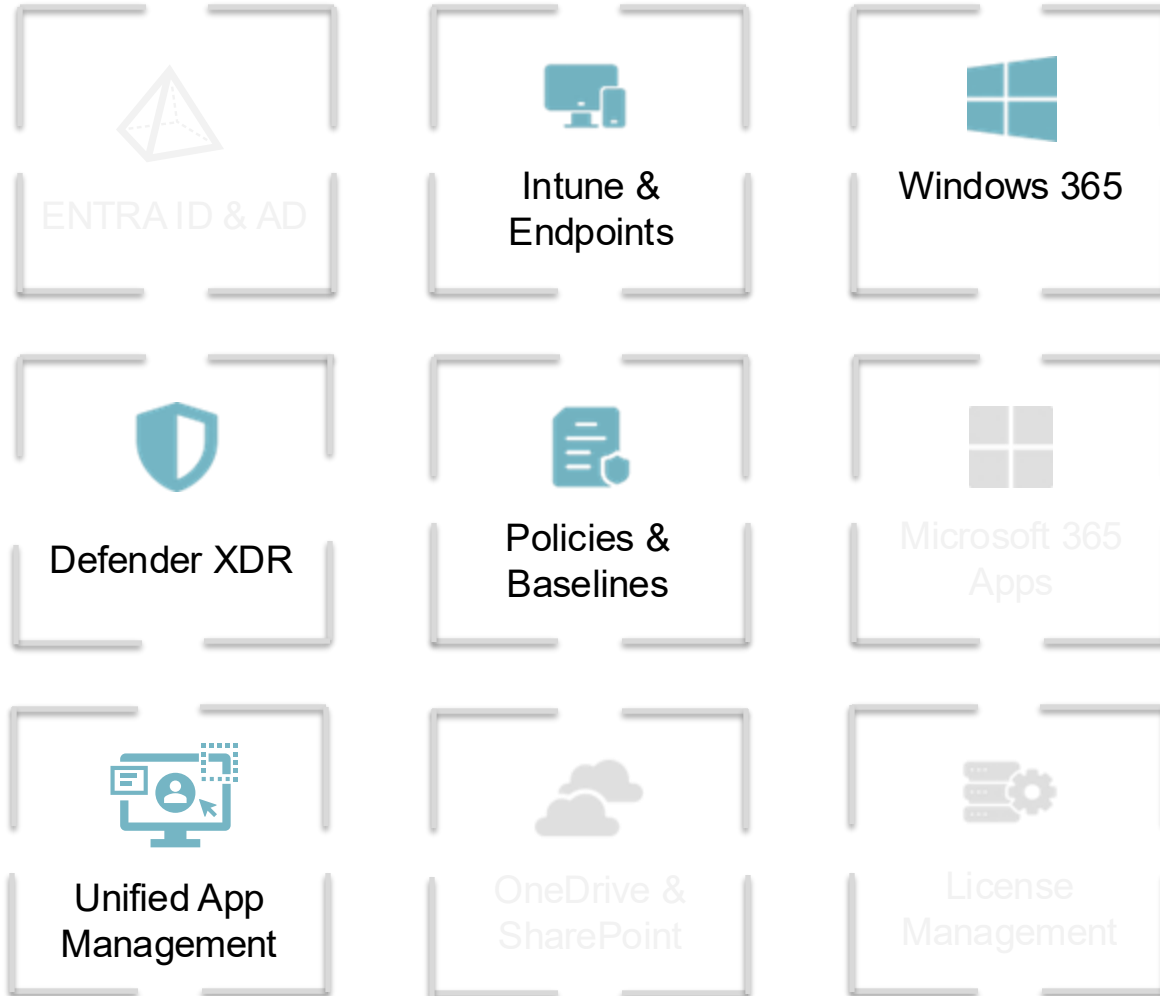 ENTRA ID & AD
Intune &
Endpoints
Windows 365
Defender XDR
Policies &
Baselines
Microsoft 365
Apps
Unified App
Management
OneDrive &
SharePoint
License
Management